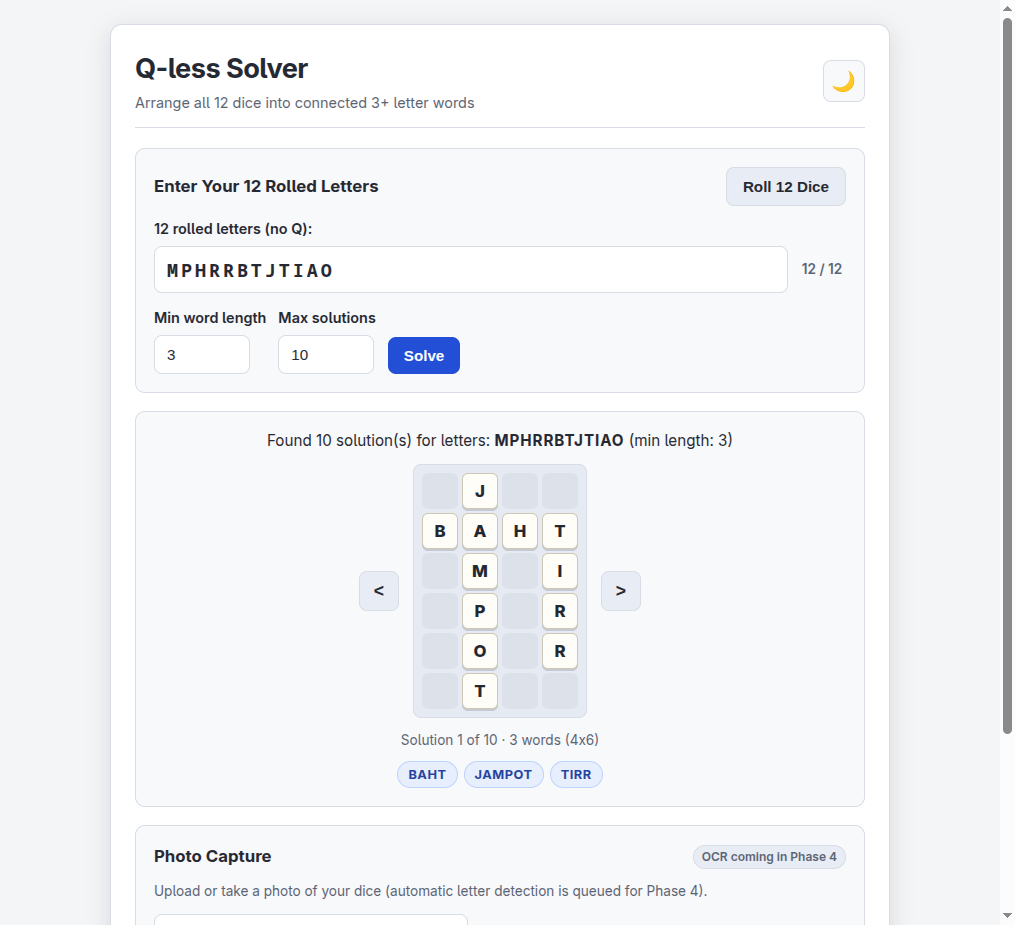 Q-less Solver
Arrange all 12 dice into connected 3+ letter words
Enter Your 12 Rolled Letters
Roll 12 Dice
12 rolled letters (no Q):
MPHRRBTJTIAO
12 / 12
Min word length Max solutions
3 10 Solve
Found 10 solution(s) for letters: MPHRRBTJTIAO (min length: 3)
J
B A H T
M I
< >
P R
O R
T
Solution 1 of 10 · 3 words (4x6)
BAHT JAMPOT TIRR
Photo Capture
OCR coming in Phase 4
Upload or take a photo of your dice (automatic letter detection is queued for Phase 4).